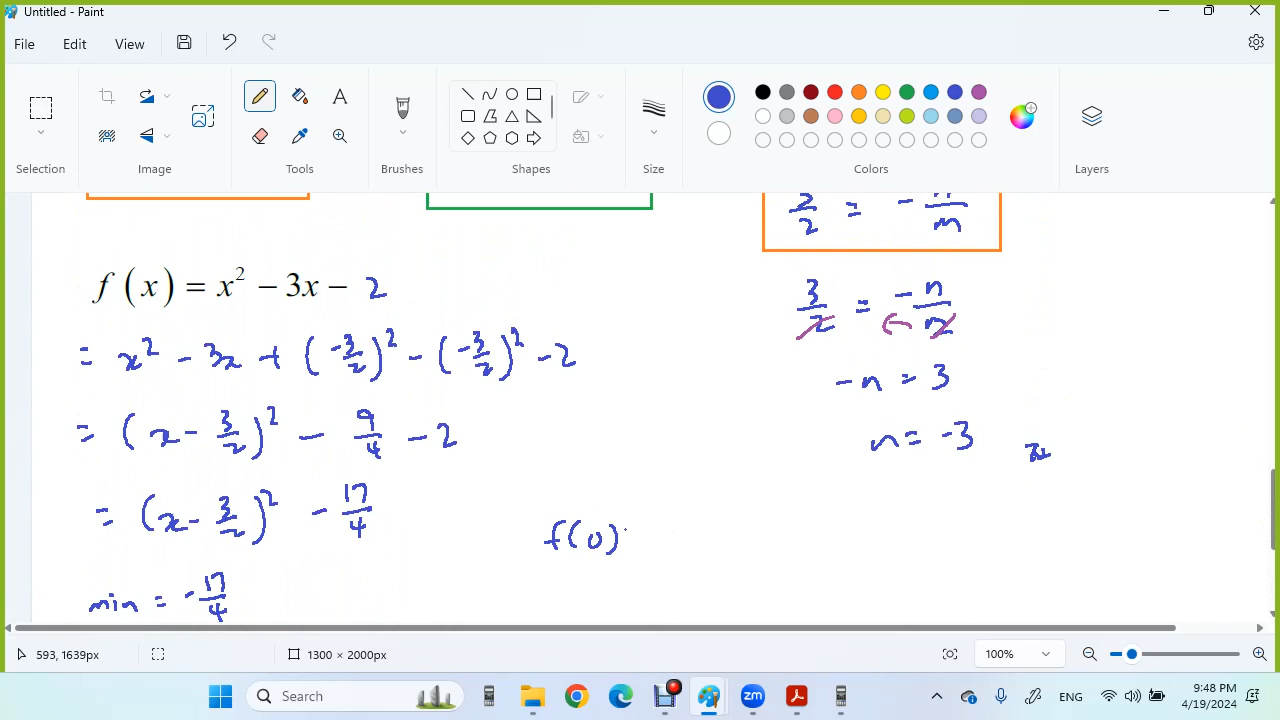 Untitled - Paint
File Edit View
Selection Image Tools Brushes Shapes Size Colors Layers
3/2 = - n/m
f(x) = x² − 3x − 2
= x² - 3x + (-3/2)² - (-3/2)² - 2
= (x - 3/2)² - 9/4 - 2
= (x - 3/2)² - 17/4
min = - 17/4
3/2 = -n/2
-n = 3
n = -3
f(0)
593, 1639px
1300 × 2000px
100%
Search
ENG
9:48 PM
4/19/2024